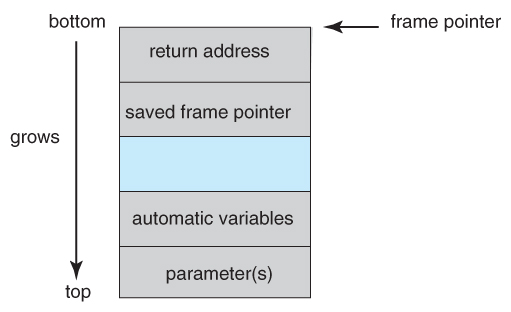 bottom
frame pointer
return address
saved frame pointer
grows
automatic variables
parameter(s)
top